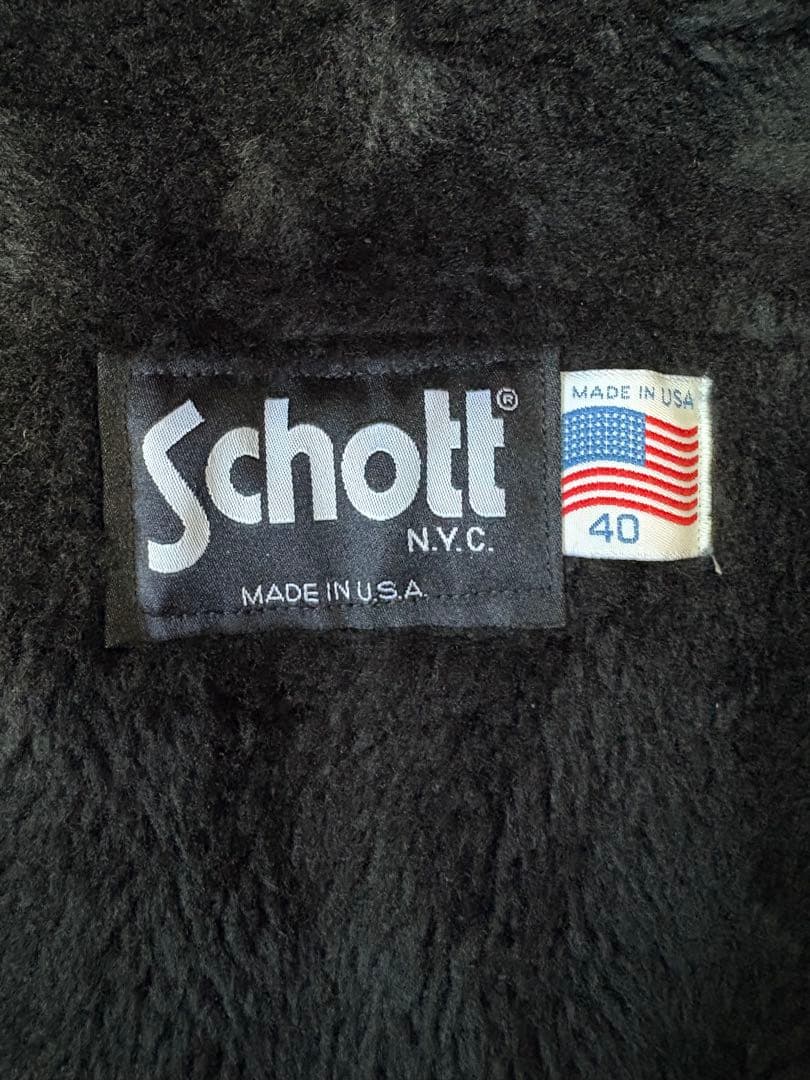 Schott®
N.Y.C.
MADE IN U.S.A.
MADE IN USA
40